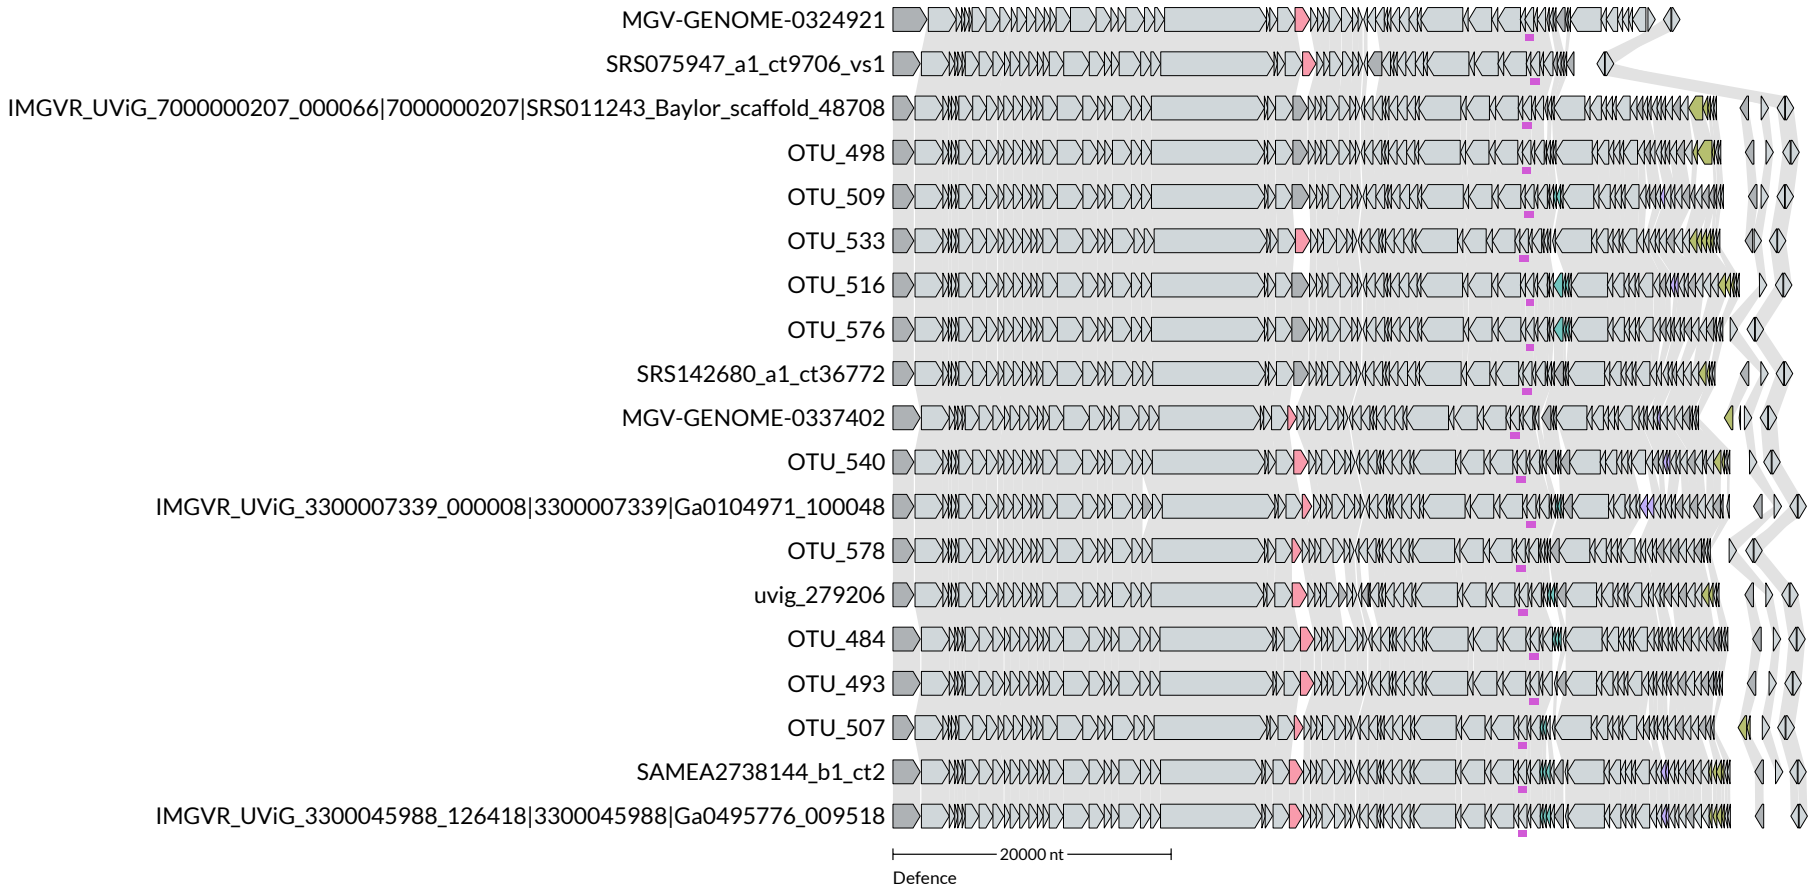 MGV-GENOME-0324921
SRS075947_a1_ct9706_vs1
IMGVR_UViG_7000000207_000066|7000000207|SRS011243_Baylor_scaffold_48708
OTU_498
OTU_509
OTU_533
OTU_516
OTU_576
SRS142680_a1_ct36772
MGV-GENOME-0337402
OTU_540
IMGVR_UViG_3300007339_000008|3300007339|Ga0104971_100048
OTU_578
uvig_279206
OTU_484
OTU_493
OTU_507
SAMEA2738144_b1_ct2
IMGVR_UViG_3300045988_126418|3300045988|Ga0495776_009518
20000 nt
Defence